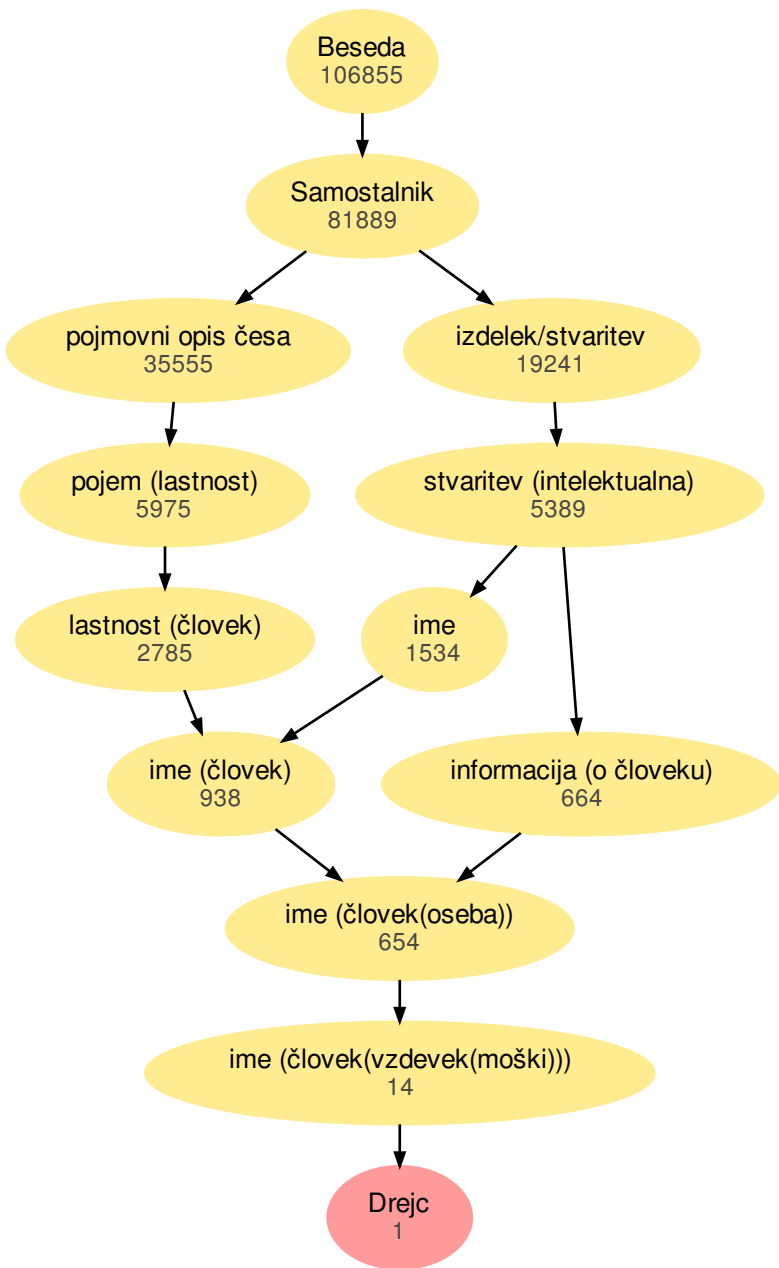 Beseda
106855
Samostalnik
81889
pojmovni opis česa
35555
izdelek/stvaritev
19241
pojem (lastnost)
5975
stvaritev (intelektualna)
5389
lastnost (človek)
2785
ime
1534
ime (človek)
938
informacija (o človeku)
664
ime (človek(oseba))
654
ime (človek(vzdevek(moški)))
14
Drejc
1